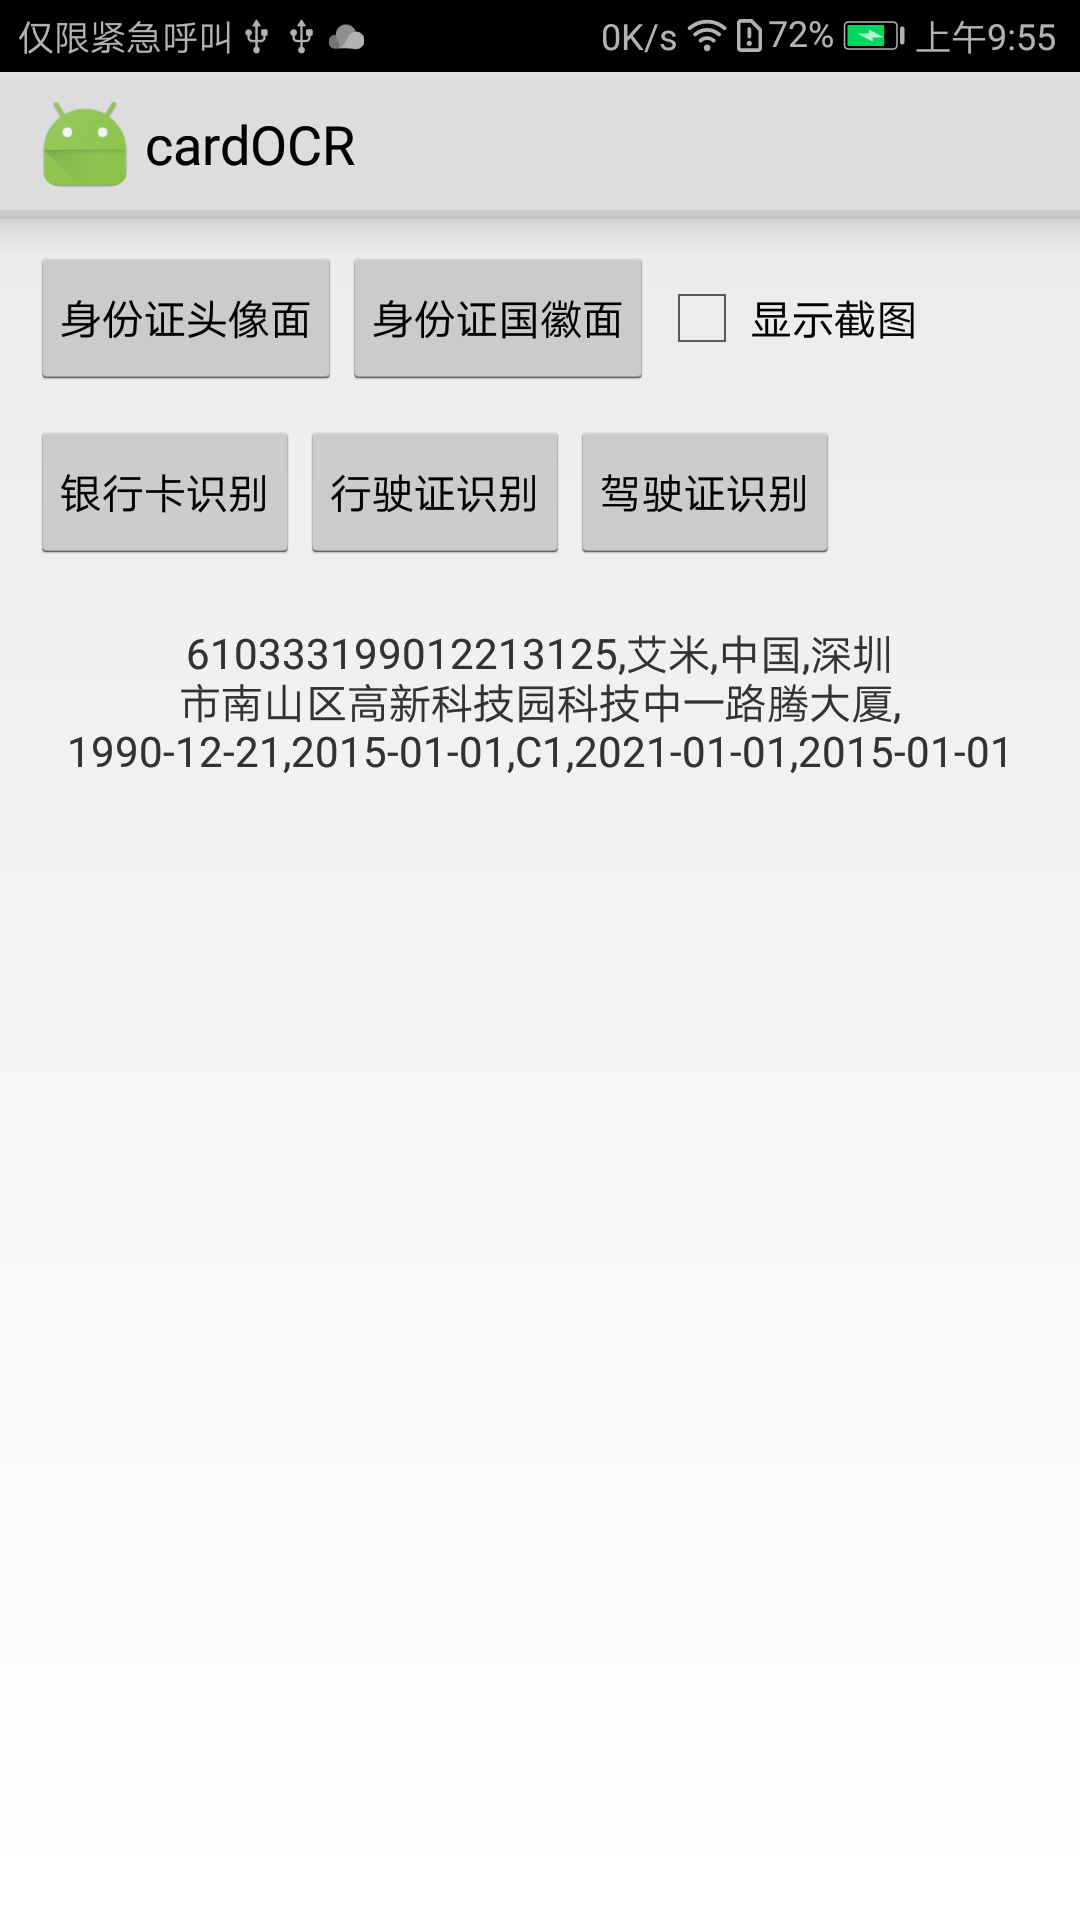 仅限紧急呼叫 0K/s 72% 上午9:55
cardOCR
身份证头像面 身份证国徽面 显示截图
银行卡识别 行驶证识别 驾驶证识别
610333199012213125,艾米,中国,深圳
市南山区高新科技园科技中一路腾大厦,
1990-12-21,2015-01-01,C1,2021-01-01,2015-01-01